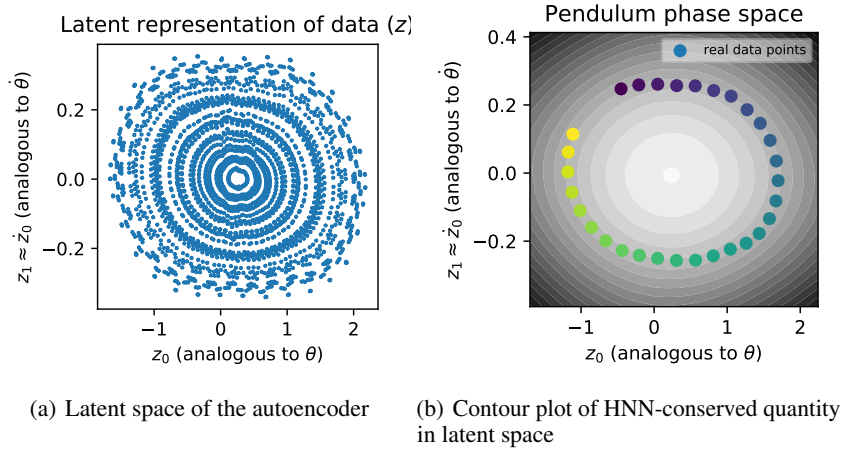 Latent representation of data (z)
0.2
0.0
−0.2
z₁ ≈ ż₀ (analogous to θ̇)
−1
0
1
2
z₀ (analogous to θ)
(a) Latent space of the autoencoder
Pendulum phase space
real data points
0.4
0.2
0.0
−0.2
z₁ ≈ ż₀ (analogous to θ̇)
−1
0
1
2
z₀ (analogous to θ)
(b) Contour plot of HNN-conserved quantity
in latent space